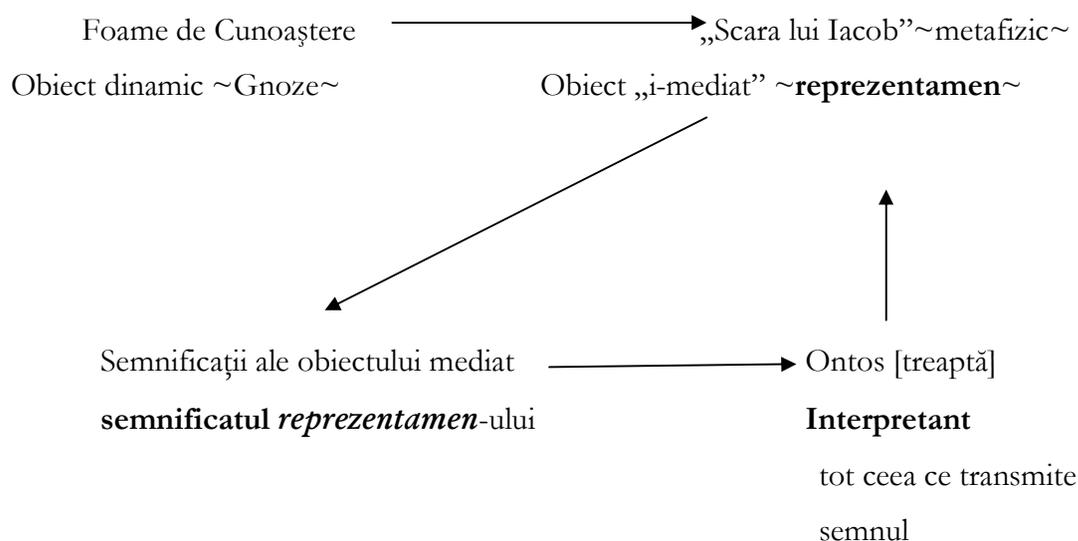 Foame de Cunoaştere
„Scara lui Iacob”~metafizic~
Obiect dinamic ~Gnoze~
Obiect „i-mediat” ~reprezentamen~
Semnificaţii ale obiectului mediat
Ontos [treaptă]
semnificatul reprezentamen-ului
Interpretant
tot ceea ce transmite
semnul